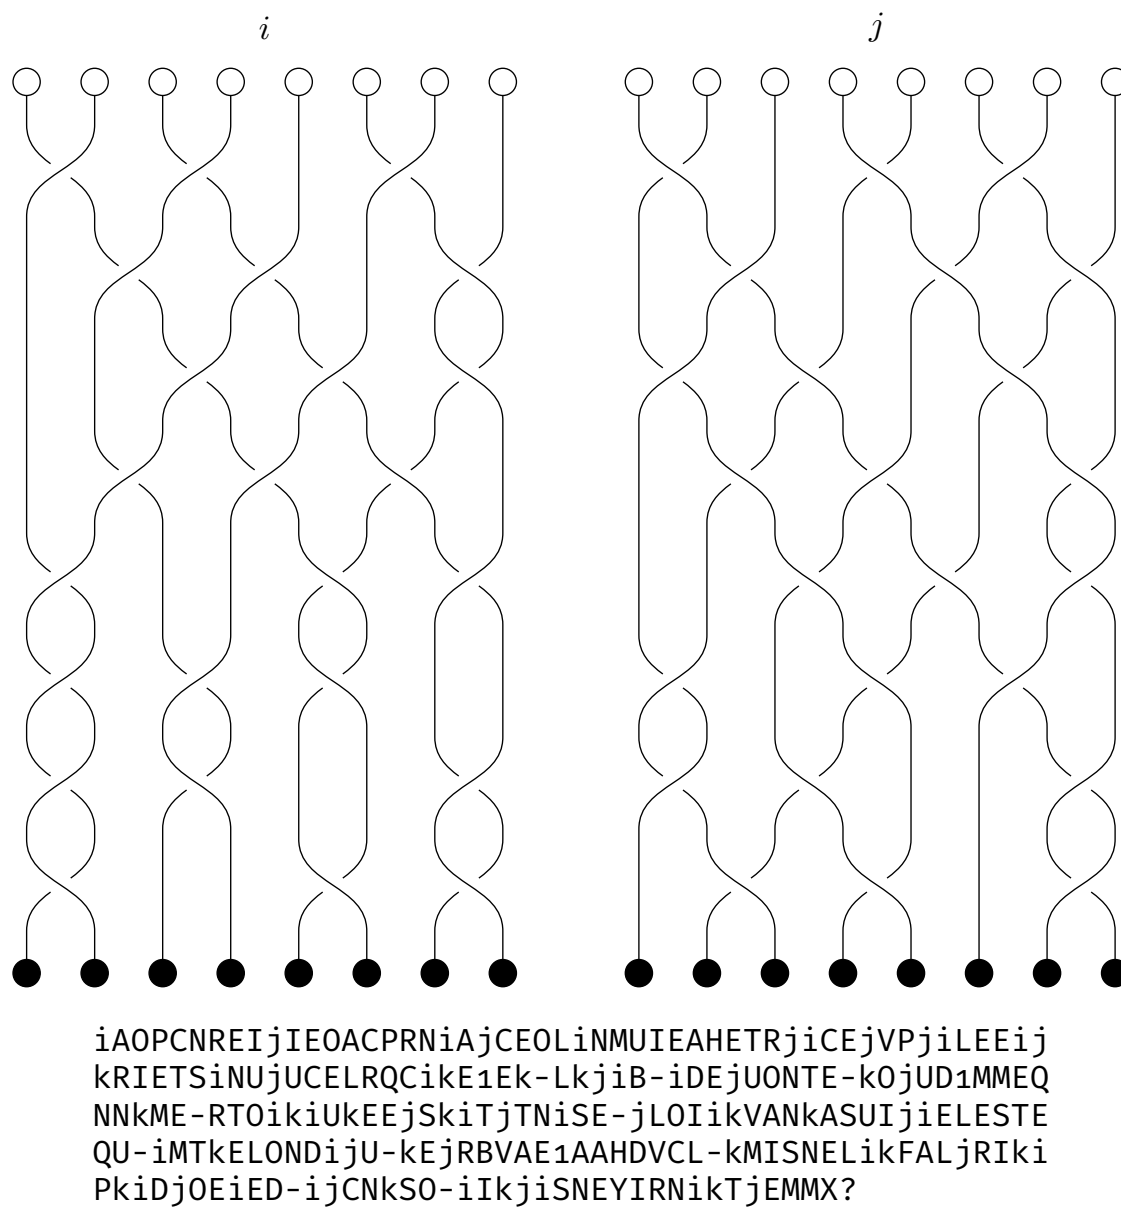 i j
iAOPCNREIjIEOACPRNiAjCEOLiNMUIEAHETRjiCEjVPjiLEEij
kRIETSiNUjUCELRQCikE1Ek-LkjiB-iDEjUONTE-kOjUD1MMEQ
NNkME-RTOikiUkEEjSkiTjTNiSE-jLOIikVANkASUIjiELESTE
QU-iMTkELONDijU-kEjRBVAE1AAHDVCL-kMISNELikFALjRIki
PkiDjOEiED-ijCNkSO-iIkjiSNEYIRNikTjEMMX?